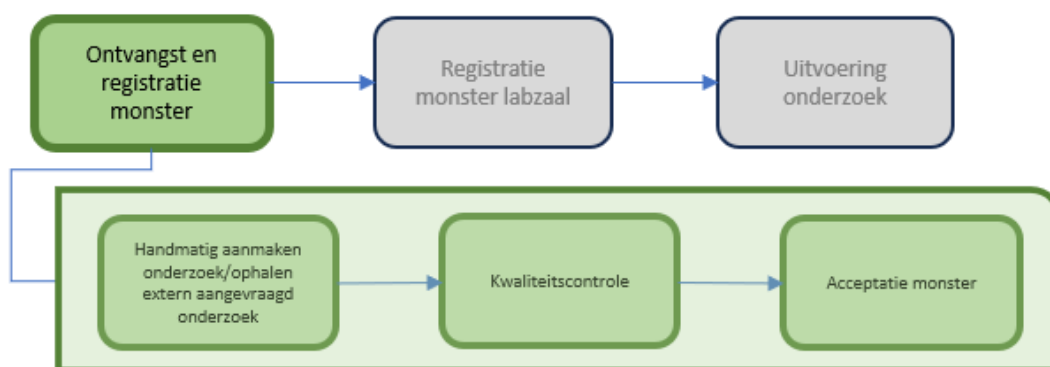 Ontvangst en
registratie
monster
Registratie
monster labzaal
Uitvoering
onderzoek
Handmatig aanmaken
onderzoek/ophalen
extern aangevraagd
onderzoek
Kwaliteitscontrole
Acceptatie monster